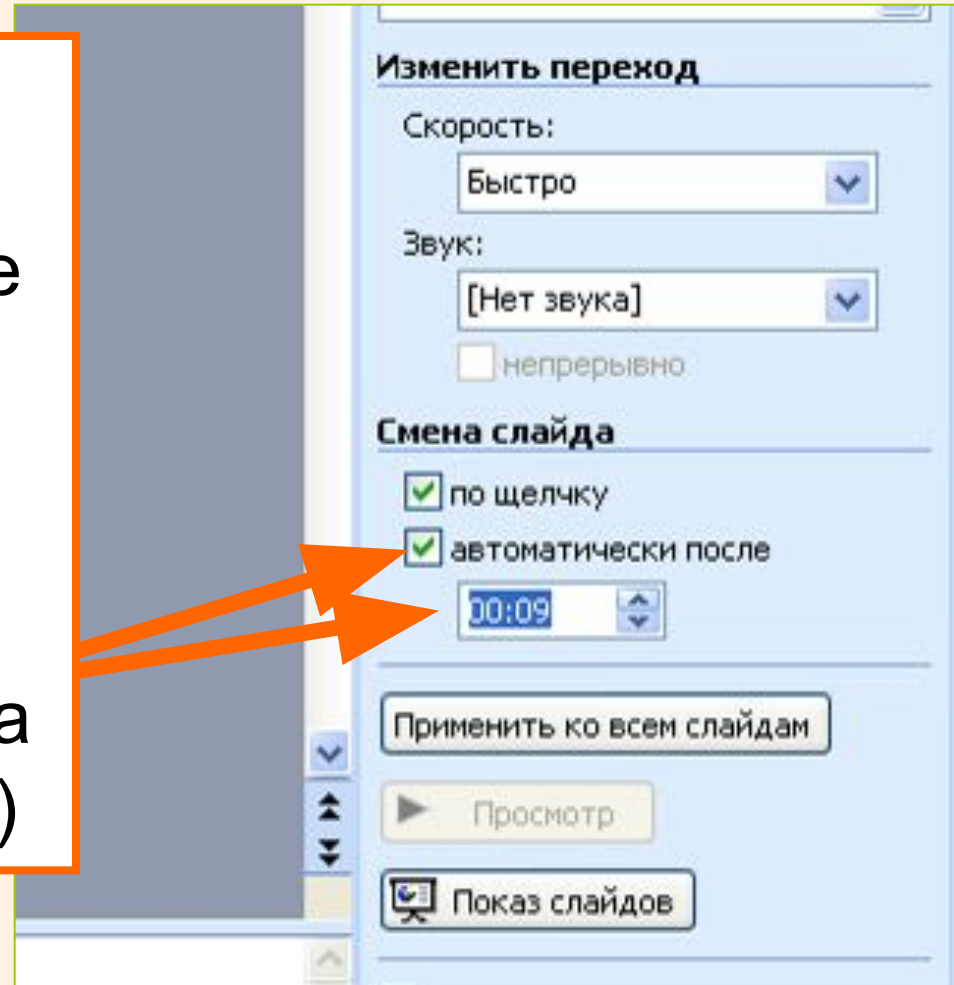 е
а
)
Изменить переход
Скорость:
Быстро
Звук:
[Нет звука]
непрерывно
Смена слайда
по щелчку
автоматически после
00:09
Применить ко всем слайдам
Просмотр
Показ слайдов